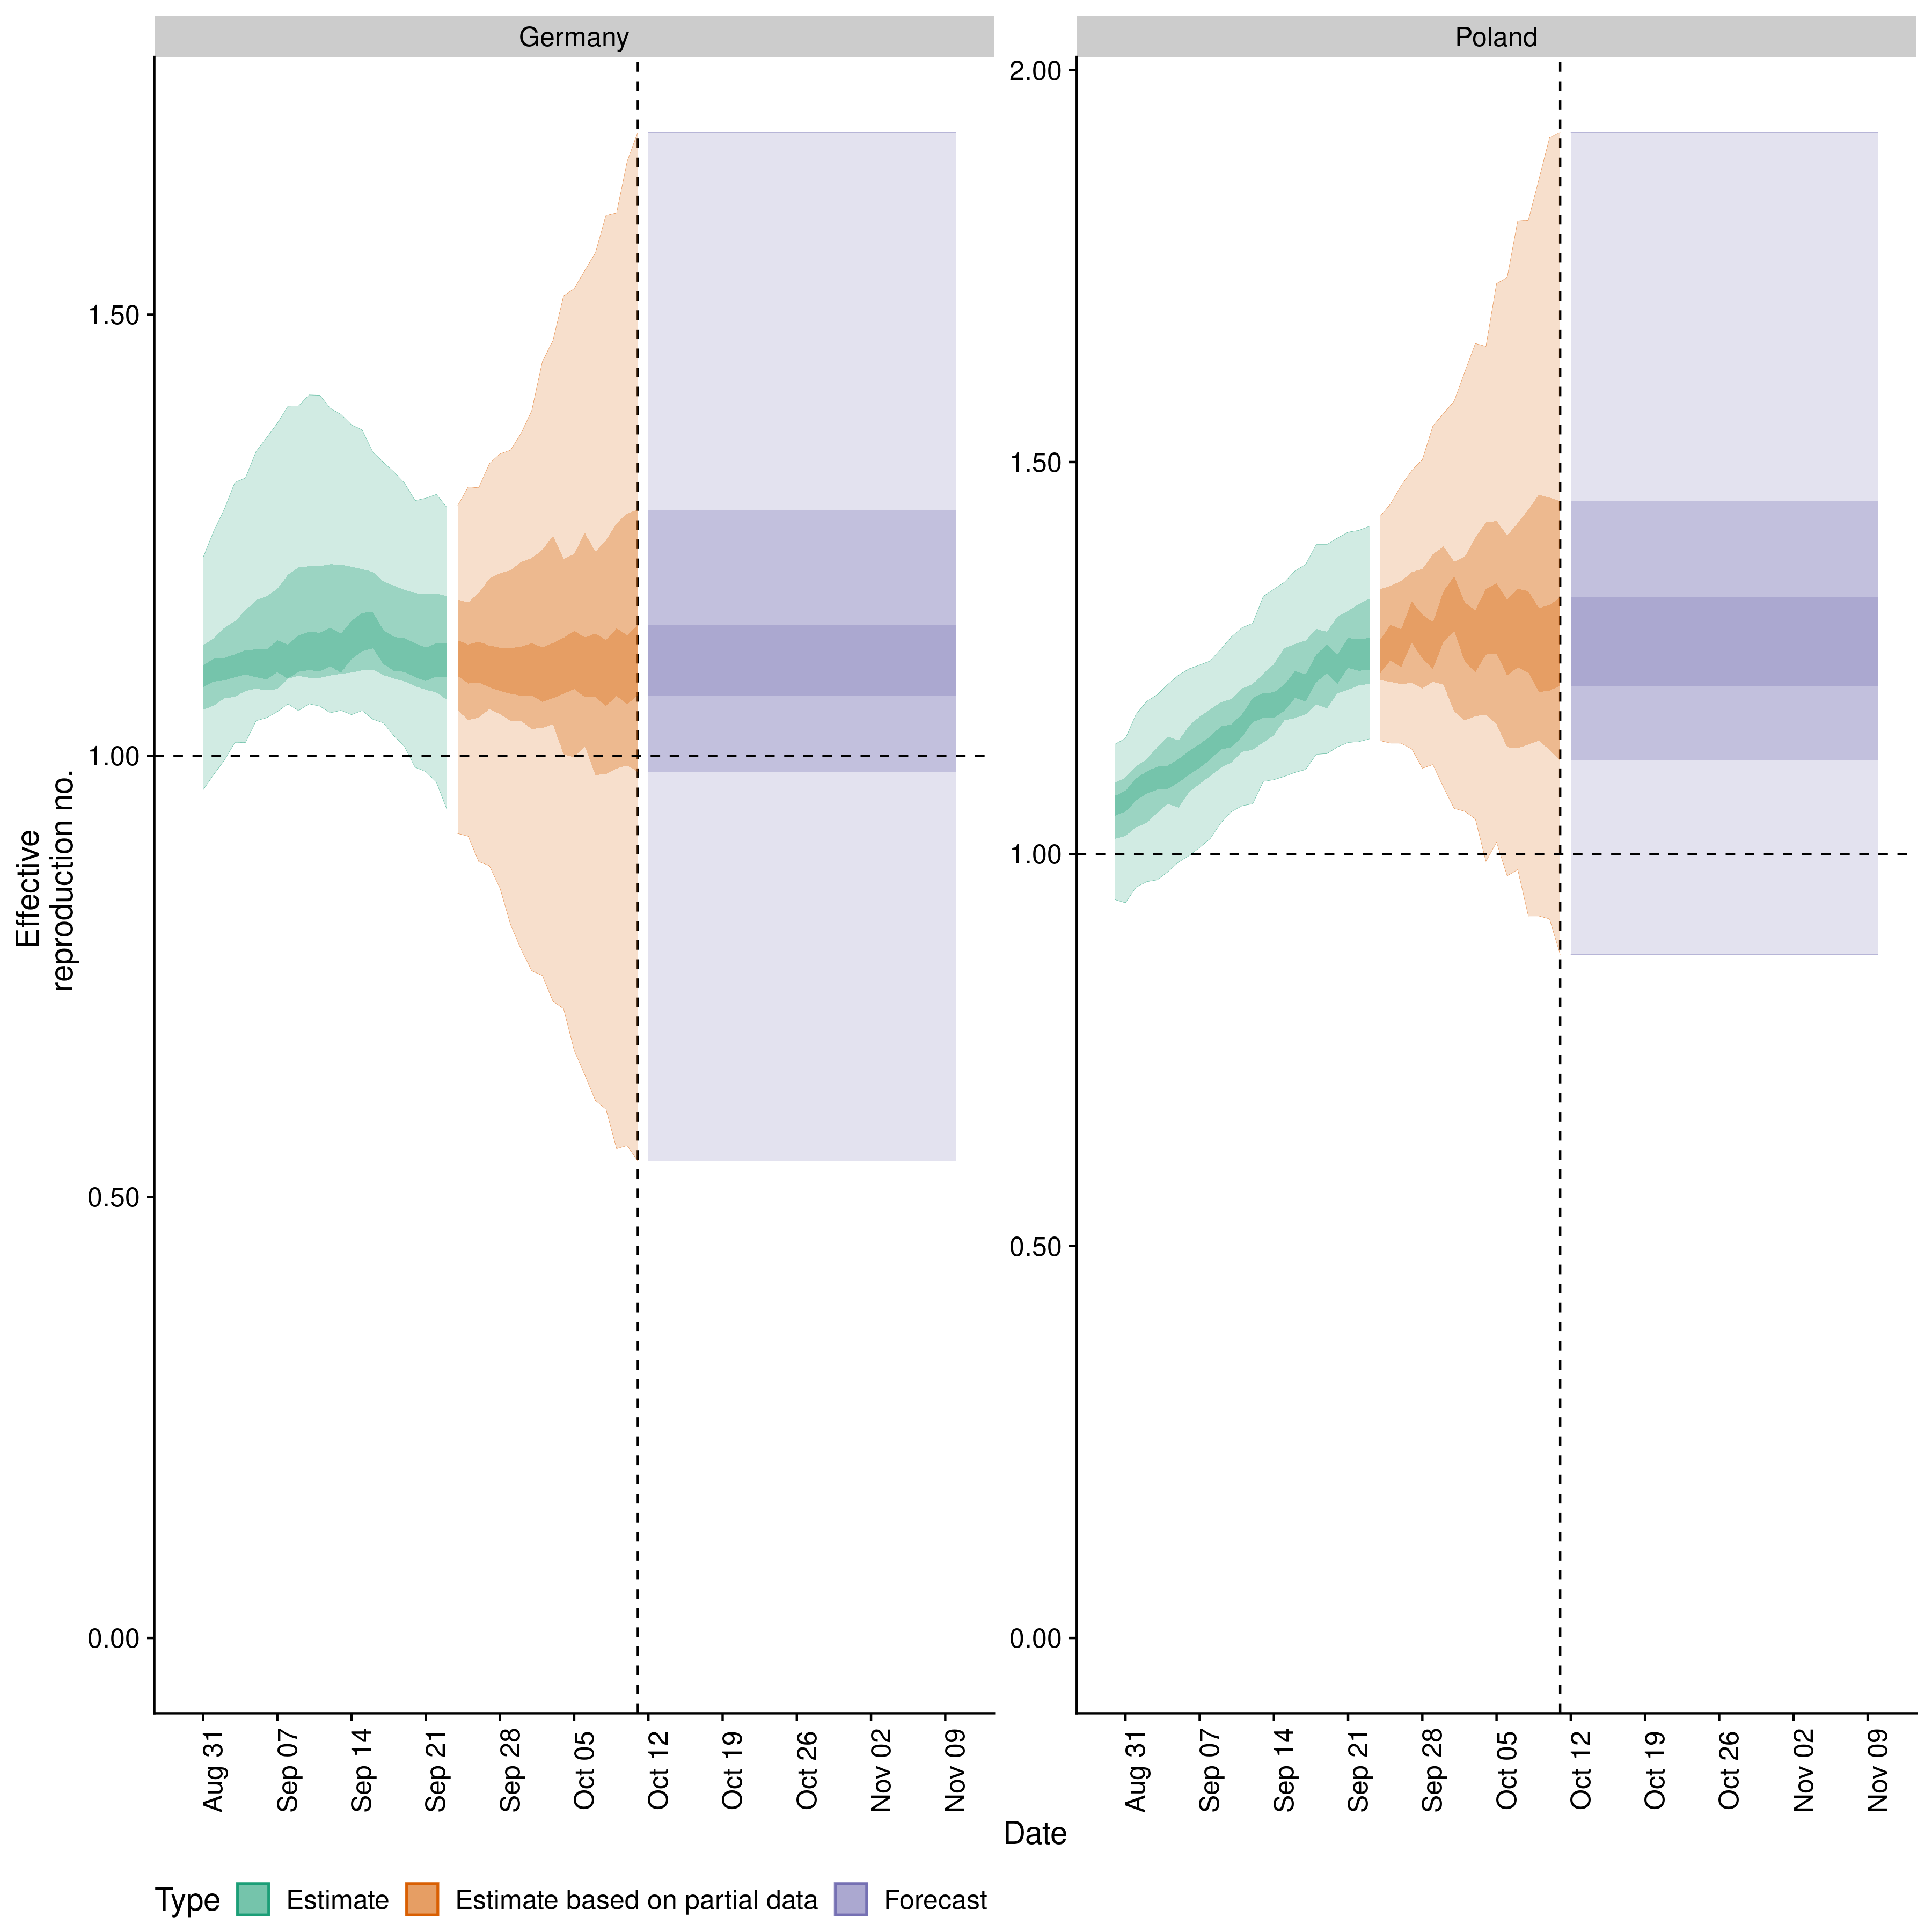 Germany
Poland
Effective
reproduction no.
1.50
1.00
0.50
0.00
2.00
1.50
1.00
0.50
0.00
Aug 31
Sep 07
Sep 14
Sep 21
Sep 28
Oct 05
Oct 12
Oct 19
Oct 26
Nov 02
Nov 09
Aug 31
Sep 07
Sep 14
Sep 21
Sep 28
Oct 05
Oct 12
Oct 19
Oct 26
Nov 02
Nov 09
Date
Type Estimate Estimate based on partial data Forecast